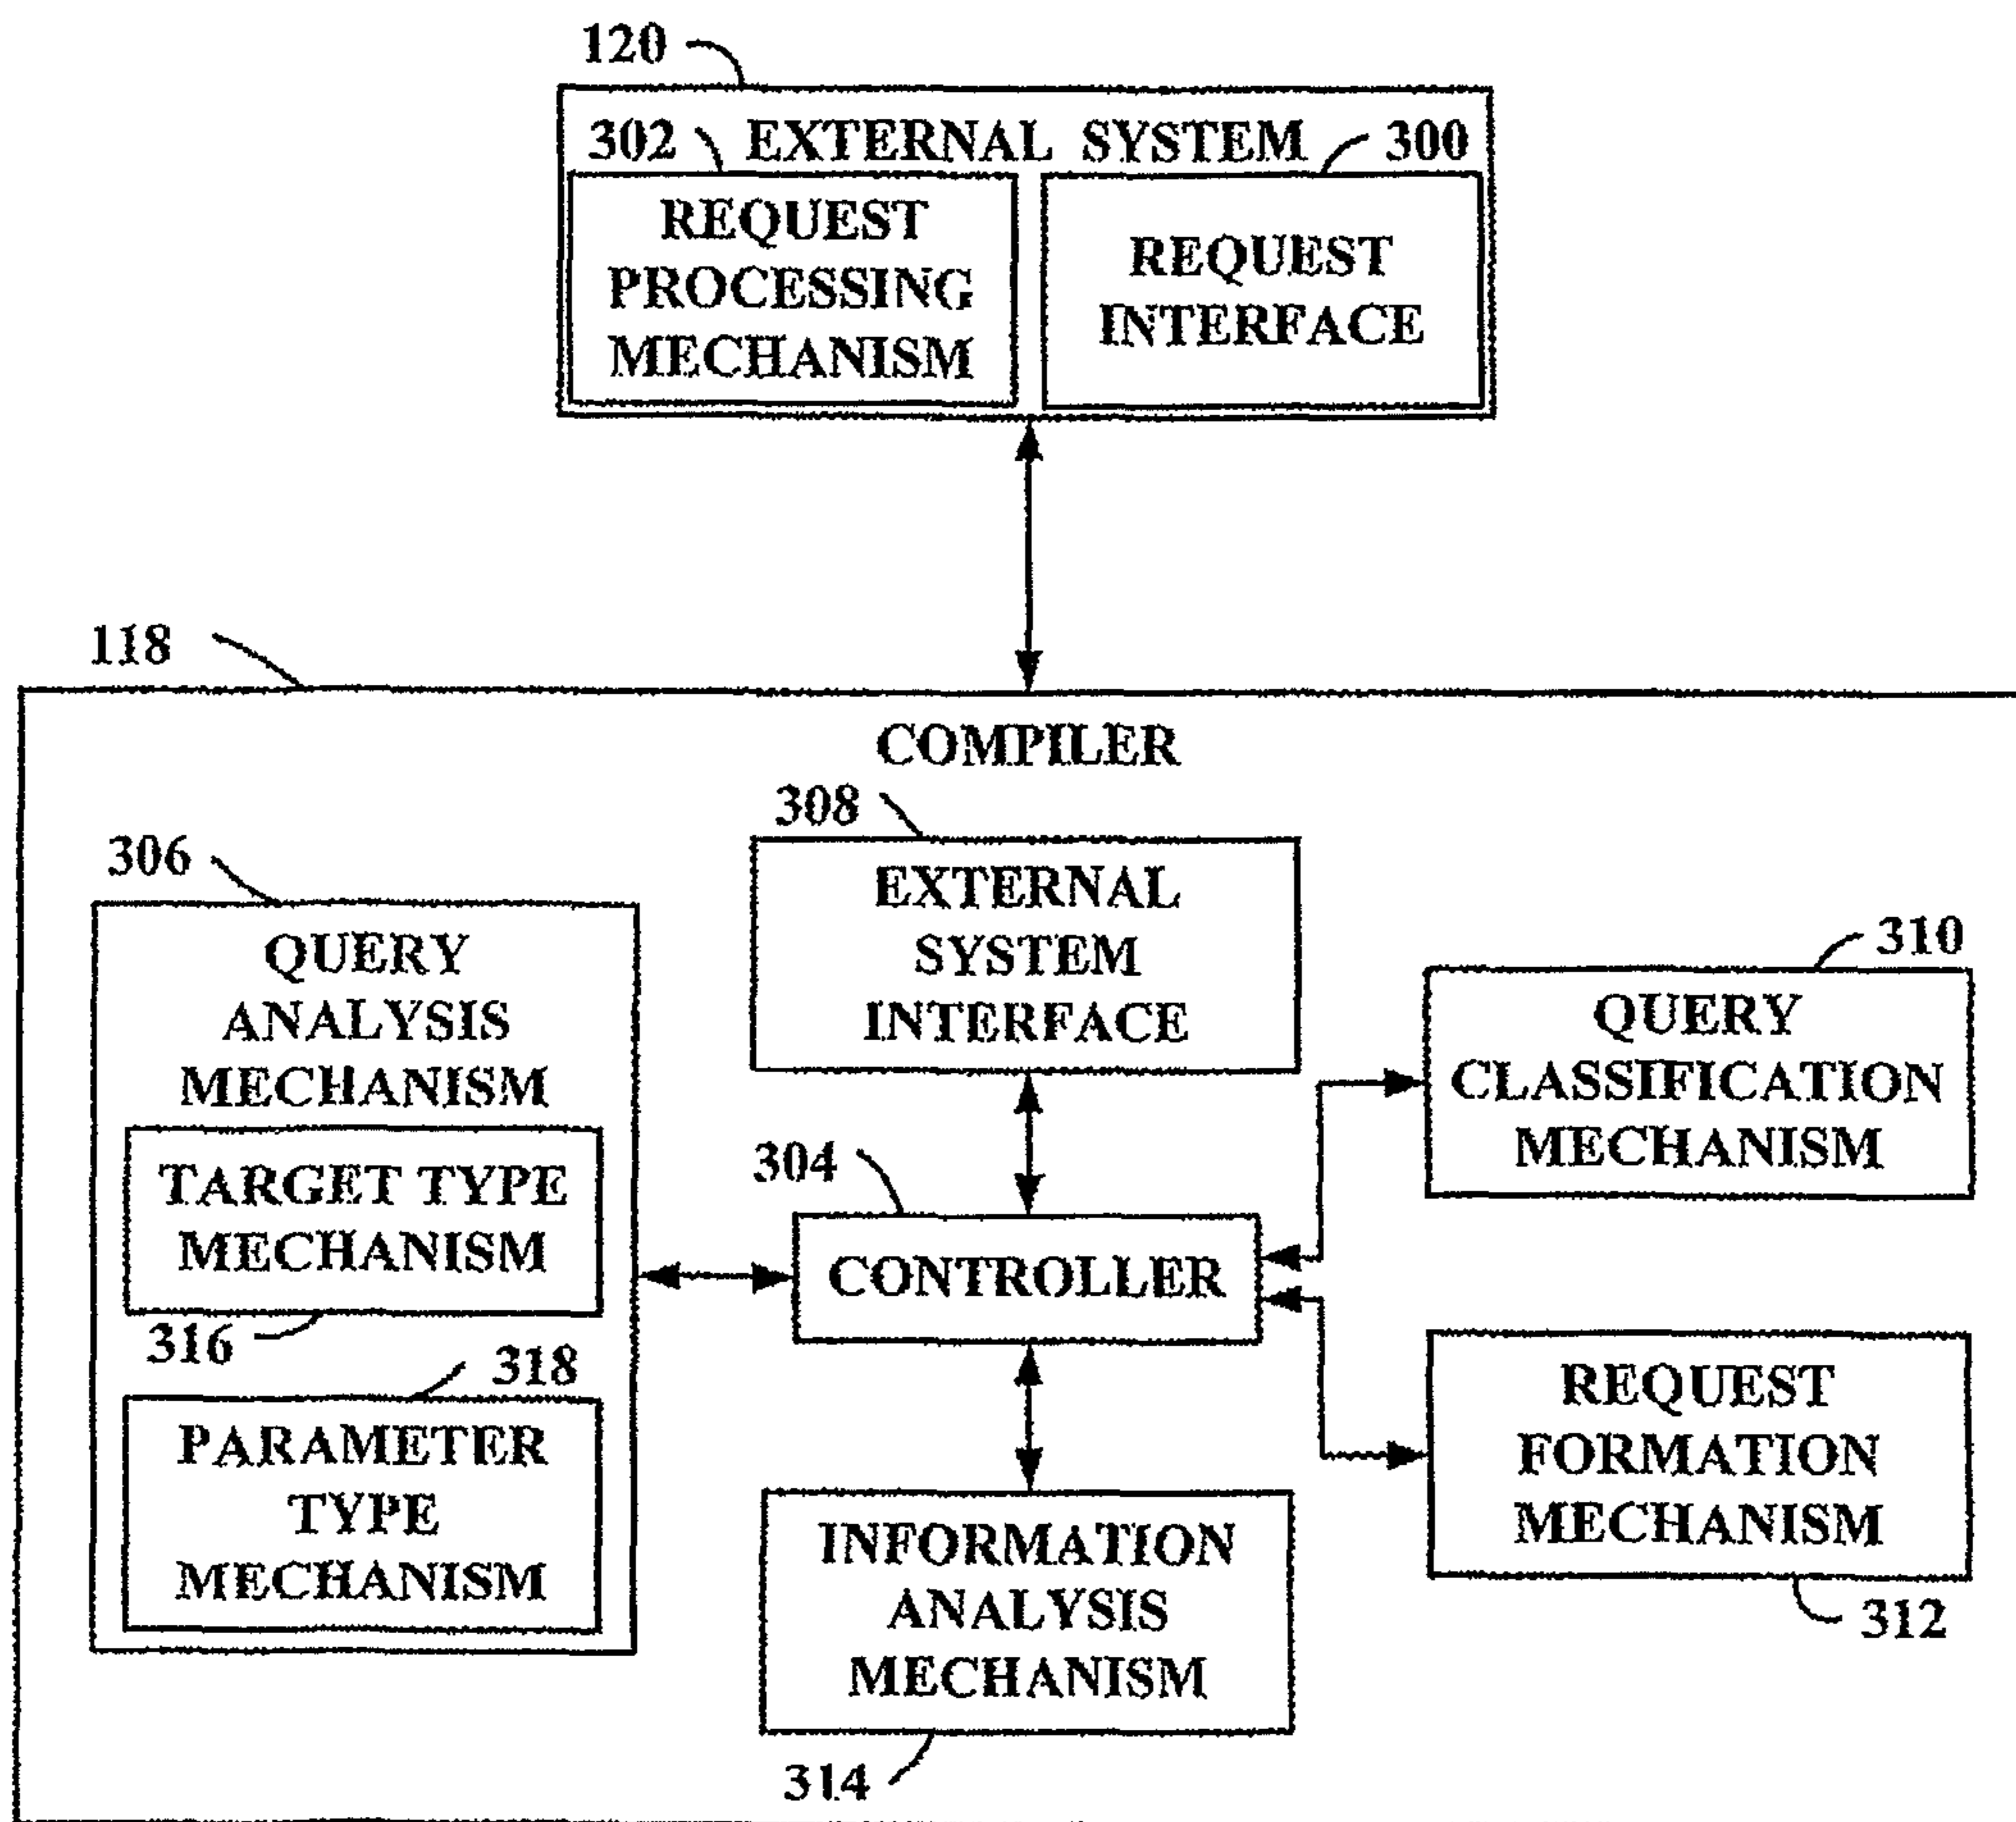 120
302 EXTERNAL SYSTEM 300
REQUEST
PROCESSING
MECHANISM
REQUEST
INTERFACE
118
COMPILER
308
EXTERNAL
SYSTEM
INTERFACE
306
QUERY
ANALYSIS
MECHANISM
TARGET TYPE
MECHANISM
316
318
PARAMETER
TYPE
MECHANISM
304
CONTROLLER
310
QUERY
CLASSIFICATION
MECHANISM
REQUEST
FORMATION
MECHANISM
312
INFORMATION
ANALYSIS
MECHANISM
314